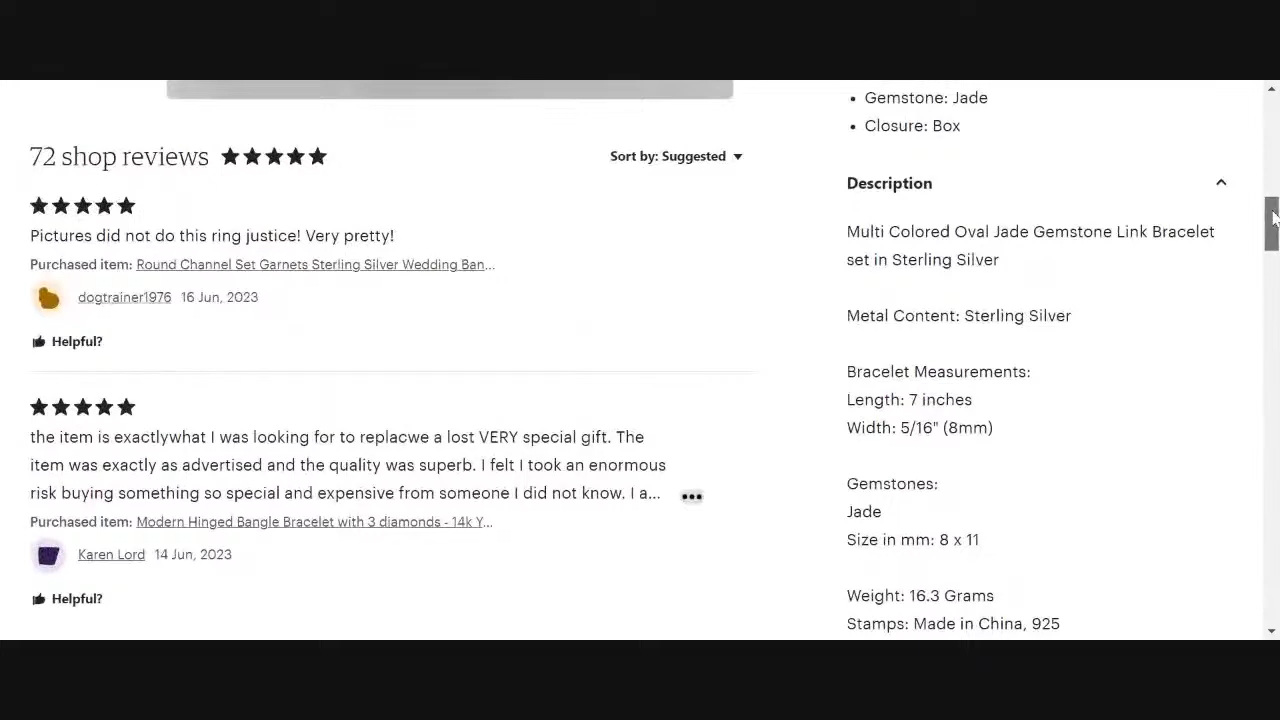 72 shop reviews
Sort by: Suggested
Pictures did not do this ring justice! Very pretty!
Purchased item: Round Channel Set Garnets Sterling Silver Wedding Ban...
dogtrainer1976 16 Jun, 2023
Helpful?
the item is exactlywhat I was looking for to replacwe a lost VERY special gift. The
item was exactly as advertised and the quality was superb. I felt I took an enormous
risk buying something so special and expensive from someone I did not know. I a...
Purchased item: Modern Hinged Bangle Bracelet with 3 diamonds - 14k Y...
Karen Lord 14 Jun, 2023
Helpful?
• Gemstone: Jade
• Closure: Box
Description
Multi Colored Oval Jade Gemstone Link Bracelet
set in Sterling Silver
Metal Content: Sterling Silver
Bracelet Measurements:
Length: 7 inches
Width: 5/16" (8mm)
Gemstones:
Jade
Size in mm: 8 x 11
Weight: 16.3 Grams
Stamps: Made in China, 925